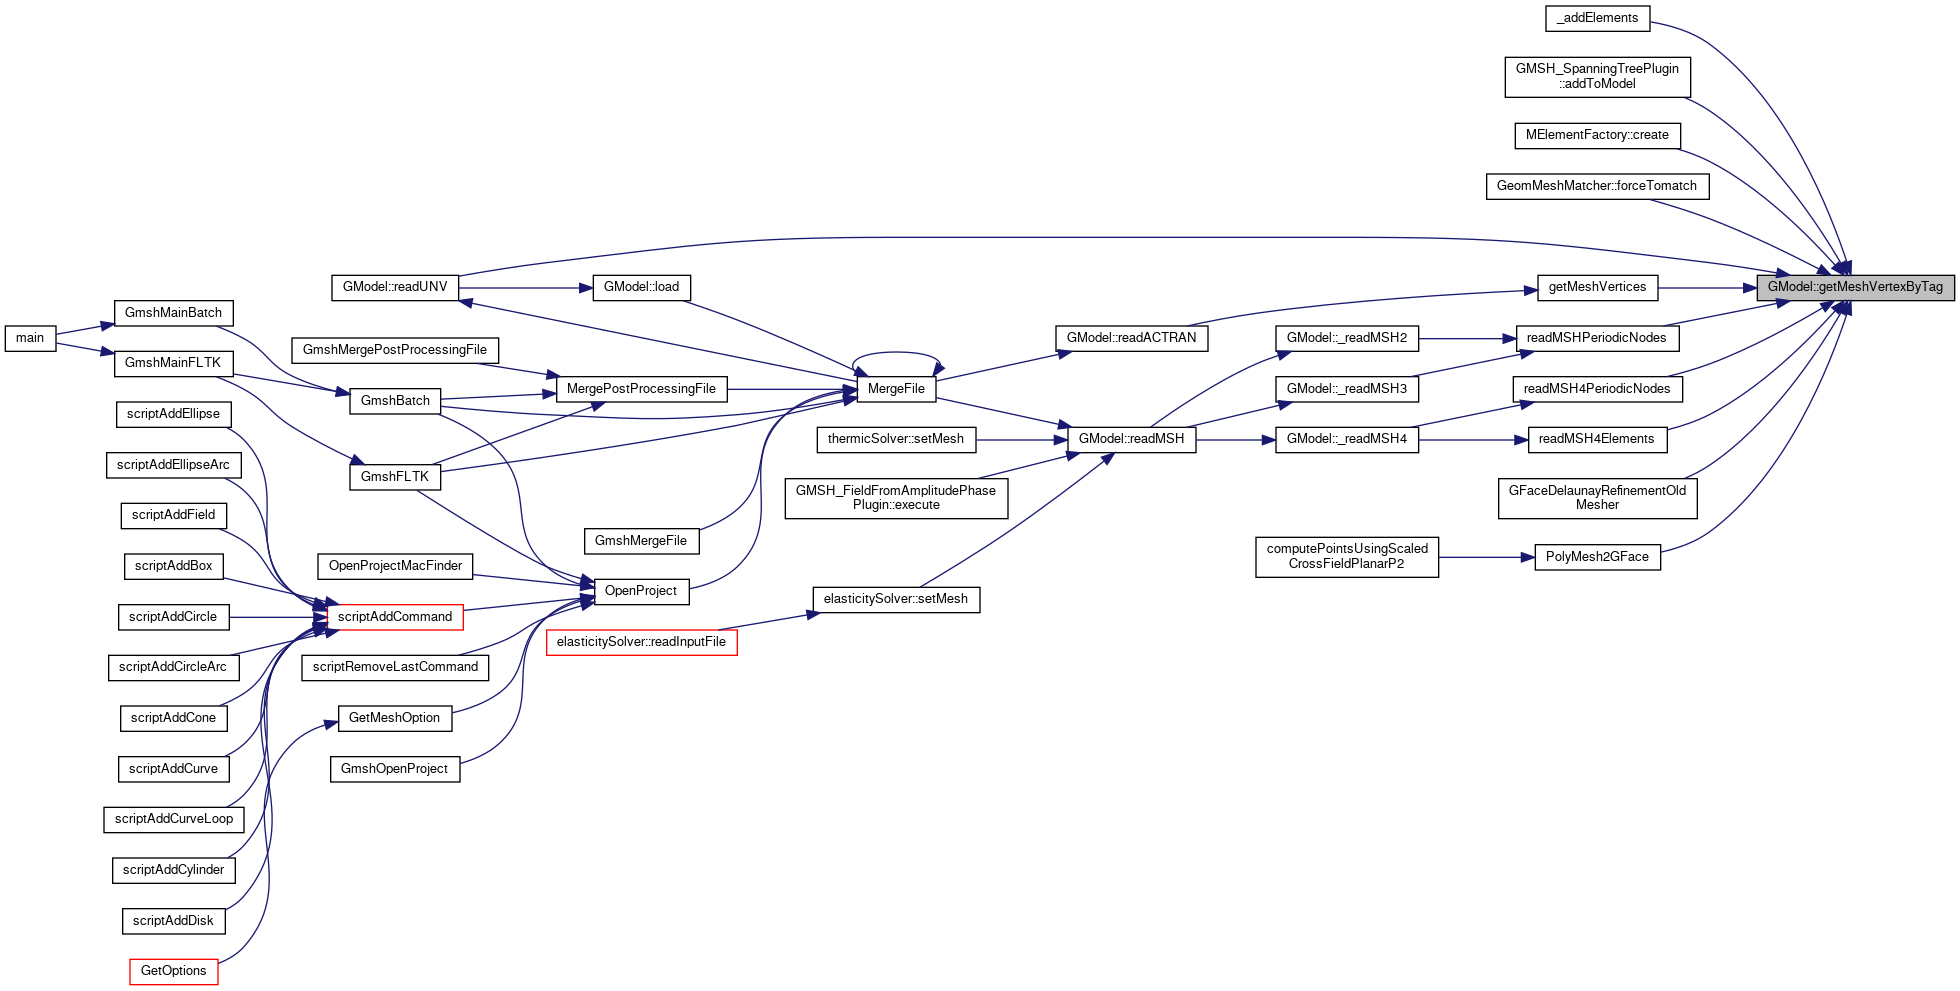 _addElements
GMSH_SpanningTreePlugin
::addToModel
MElementFactory::create
GeomMeshMatcher::forceTomatch
GModel::getMeshVertexByTag
getMeshVertices
GModel::readUNV
GModel::load
GmshMainBatch
main
GmshMainFLTK
GmshMergePostProcessingFile
GModel::readACTRAN
GModel::_readMSH2
readMSHPeriodicNodes
MergePostProcessingFile
MergeFile
GModel::_readMSH3
readMSH4PeriodicNodes
GmshBatch
scriptAddEllipse
thermicSolver::setMesh
GModel::readMSH
GModel::_readMSH4
readMSH4Elements
scriptAddEllipseArc
GmshFLTK
GMSH_FieldFromAmplitudePhase
Plugin::execute
GFaceDelaunayRefinementOld
Mesher
scriptAddField
GmshMergeFile
computePointsUsingScaled
CrossFieldPlanarP2
PolyMesh2GFace
scriptAddBox
OpenProjectMacFinder
OpenProject
elasticitySolver::setMesh
scriptAddCircle
scriptAddCommand
elasticitySolver::readInputFile
scriptAddCircleArc
scriptRemoveLastCommand
scriptAddCone
GetMeshOption
scriptAddCurve
GmshOpenProject
scriptAddCurveLoop
scriptAddCylinder
scriptAddDisk
GetOptions